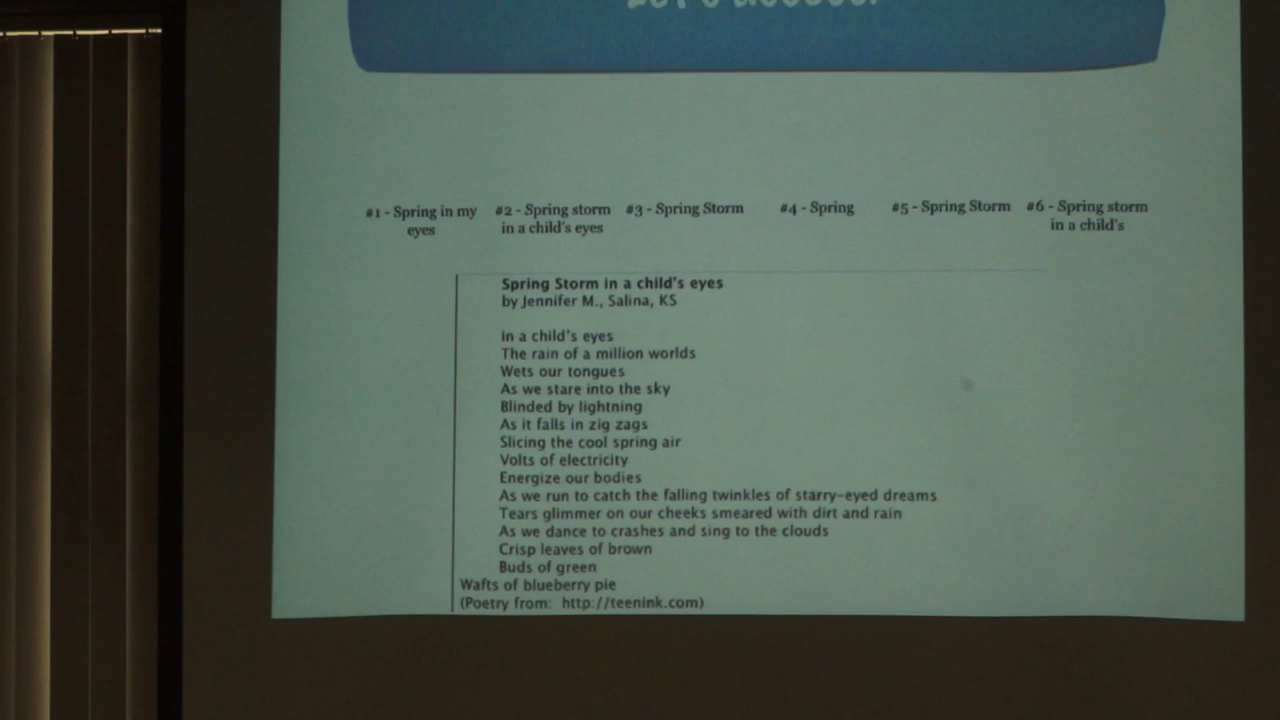 #1 - Spring in my eyes
#2 - Spring storm in a child's eyes
#3 - Spring Storm
#4 - Spring
#5 - Spring Storm
#6 - Spring storm in a child's
Spring Storm in a child's eyes
by Jennifer M., Salina, KS
In a child's eyes
The rain of a million worlds
Wets our tongues
As we stare into the sky
Blinded by lightning
As it falls in zig zags
Slicing the cool spring air
Volts of electricity
Energize our bodies
As we run to catch the falling twinkles of starry-eyed dreams
Tears glimmer on our cheeks smeared with dirt and rain
As we dance to crashes and sing to the clouds
Crisp leaves of brown
Buds of green
Wafts of blueberry pie
(Poetry from: http://teenink.com)